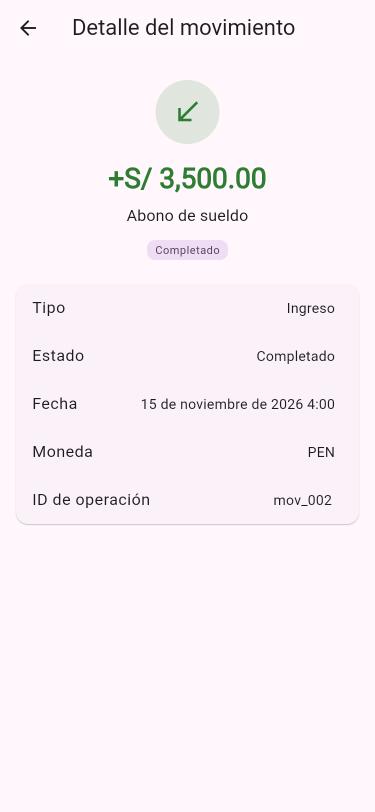 Detalle del movimiento
+S/ 3,500.00
Abono de sueldo
Completado
Tipo Ingreso
Estado Completado
Fecha 15 de noviembre de 2026 4:00
Moneda PEN
ID de operación mov_002